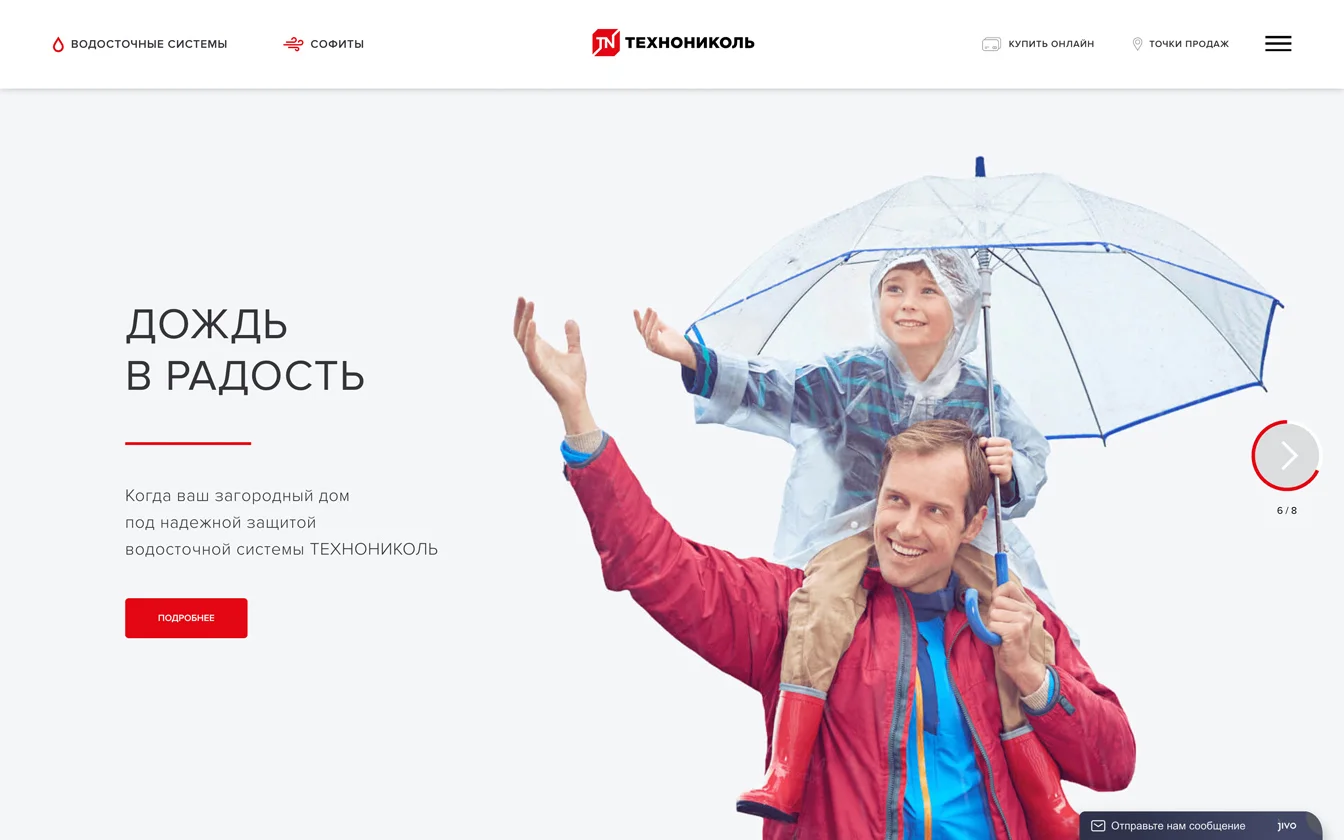 ВОДОСТОЧНЫЕ СИСТЕМЫ
СОФИТЫ
TN ТЕХНОНИКОЛЬ
КУПИТЬ ОНЛАЙН
ТОЧКИ ПРОДАЖ
ДОЖДЬ
В РАДОСТЬ
Когда ваш загородный дом
под надежной защитой
водосточной системы ТЕХНОНИКОЛЬ
ПОДРОБНЕЕ
6 / 8
Отправьте нам сообщение
jivo